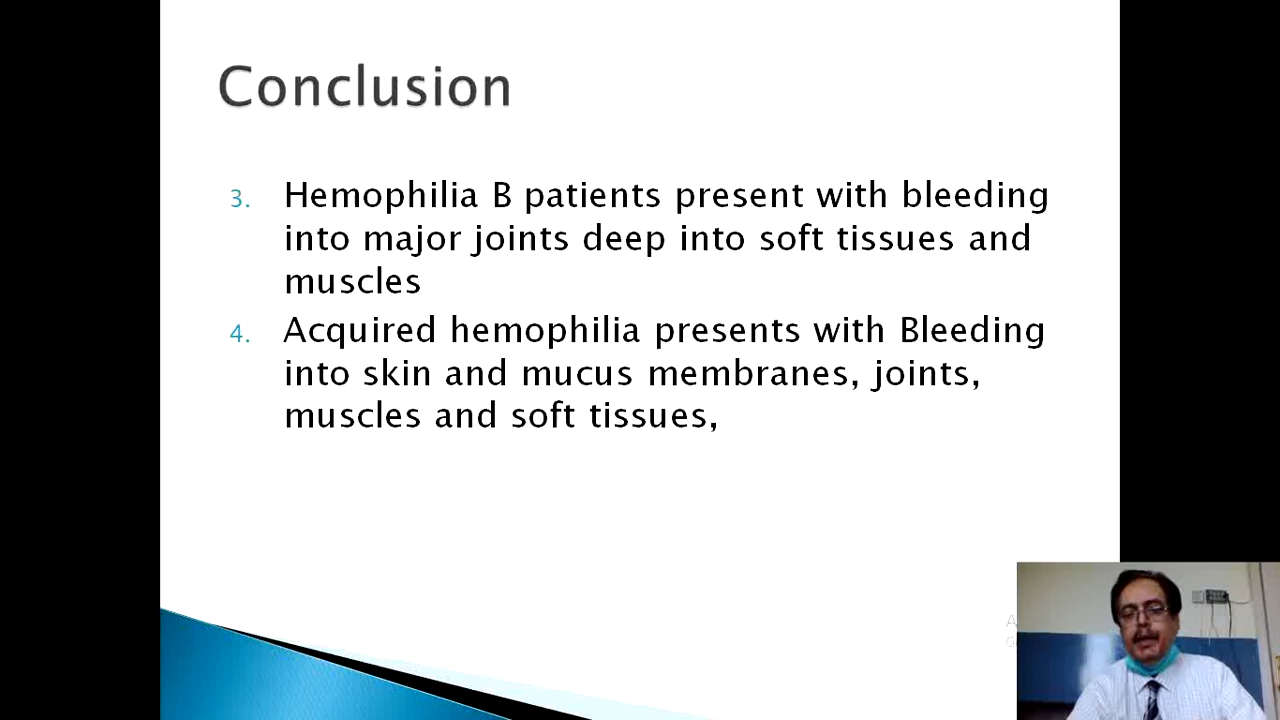 Conclusion
3. Hemophilia B patients present with bleeding
into major joints deep into soft tissues and
muscles
4. Acquired hemophilia presents with Bleeding
into skin and mucus membranes, joints,
muscles and soft tissues,